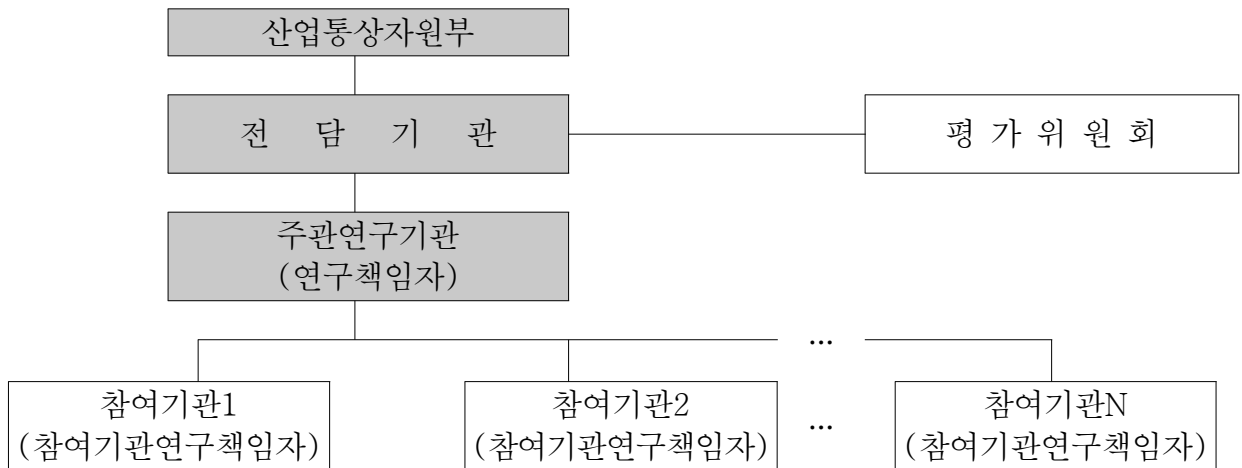 산업통상자원부
전 담 기 관
평 가 위 원 회
주관연구기관
(연구책임자)
...
참여기관1
(참여기관연구책임자)
참여기관2
(참여기관연구책임자)
...
참여기관N
(참여기관연구책임자)